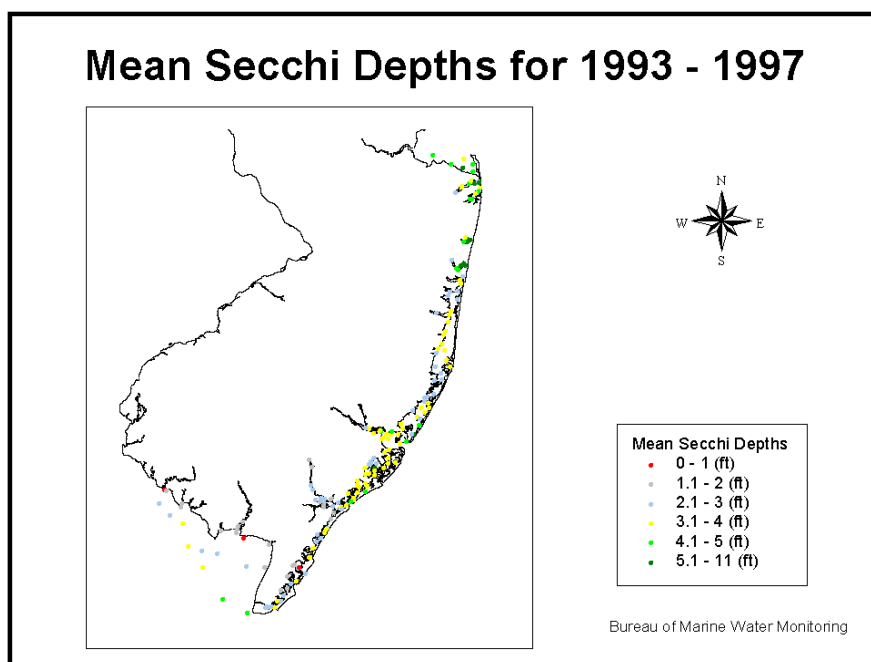 Mean Secchi Depths for 1993 - 1997
N
W E
S
Mean Secchi Depths
0 - 1 (ft)
1.1 - 2 (ft)
2.1 - 3 (ft)
3.1 - 4 (ft)
4.1 - 5 (ft)
5.1 - 11 (ft)
Bureau of Marine Water Monitoring